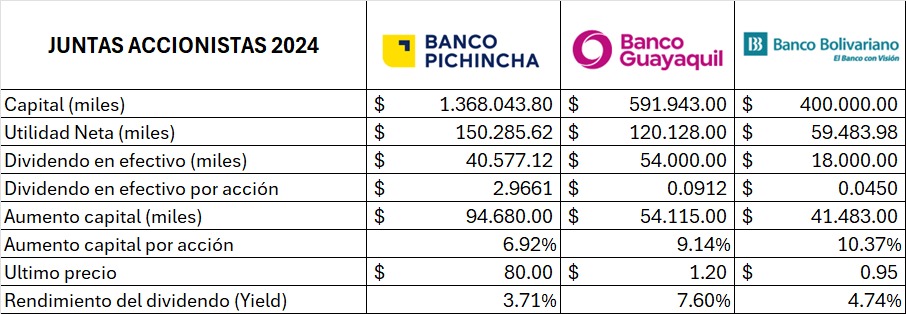 JUNTAS ACCIONISTAS 2024 BANCO PICHINCHA Banco Guayaquil Banco Bolivariano El Banco con Visión
Capital (miles) $ 1.368.043.80 $ 591.943.00 $ 400.000.00
Utilidad Neta (miles) $ 150.285.62 $ 120.128.00 $ 59.483.98
Dividendo en efectivo (miles) $ 40.577.12 $ 54.000.00 $ 18.000.00
Dividendo en efectivo por acción $ 2.9661 $ 0.0912 $ 0.0450
Aumento capital (miles) $ 94.680.00 $ 54.115.00 $ 41.483.00
Aumento capital por acción 6.92% 9.14% 10.37%
Ultimo precio $ 80.00 $ 1.20 $ 0.95
Rendimiento del dividendo (Yield) 3.71% 7.60% 4.74%